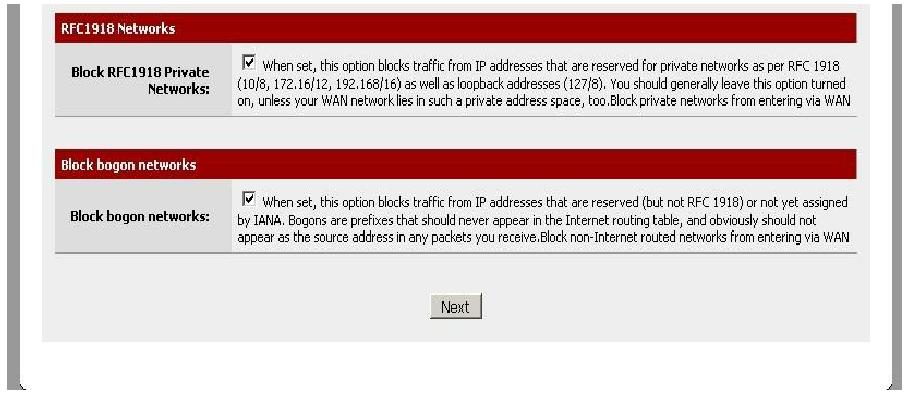 RFC1918 Networks
Block RFC1918 Private
Networks:
When set, this option blocks traffic from IP addresses that are reserved for private networks as per RFC 1918
(10/8, 172.16/12, 192.168/16) as well as loopback addresses (127/8). You should generally leave this option turned
on, unless your WAN network lies in such a private address space, too.Block private networks from entering via WAN
Block bogon networks
Block bogon networks:
When set, this option blocks traffic from IP addresses that are reserved (but not RFC 1918) or not yet assigned
by IANA. Bogons are prefixes that should never appear in the Internet routing table, and obviously should not
appear as the source address in any packets you receive.Block non-Internet routed networks from entering via WAN
Next